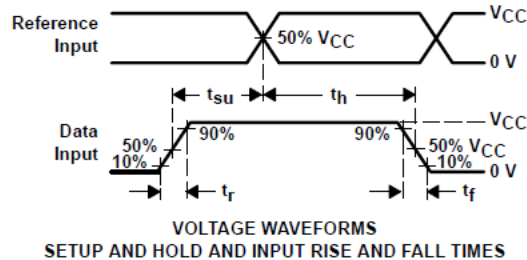 Reference
Input
50% VCC
VCC
0 V
tsu
th
Data
Input
50%
10%
90%
90%
VCC
50% VCC
10%
0 V
tr
tf
VOLTAGE WAVEFORMS
SETUP AND HOLD AND INPUT RISE AND FALL TIMES